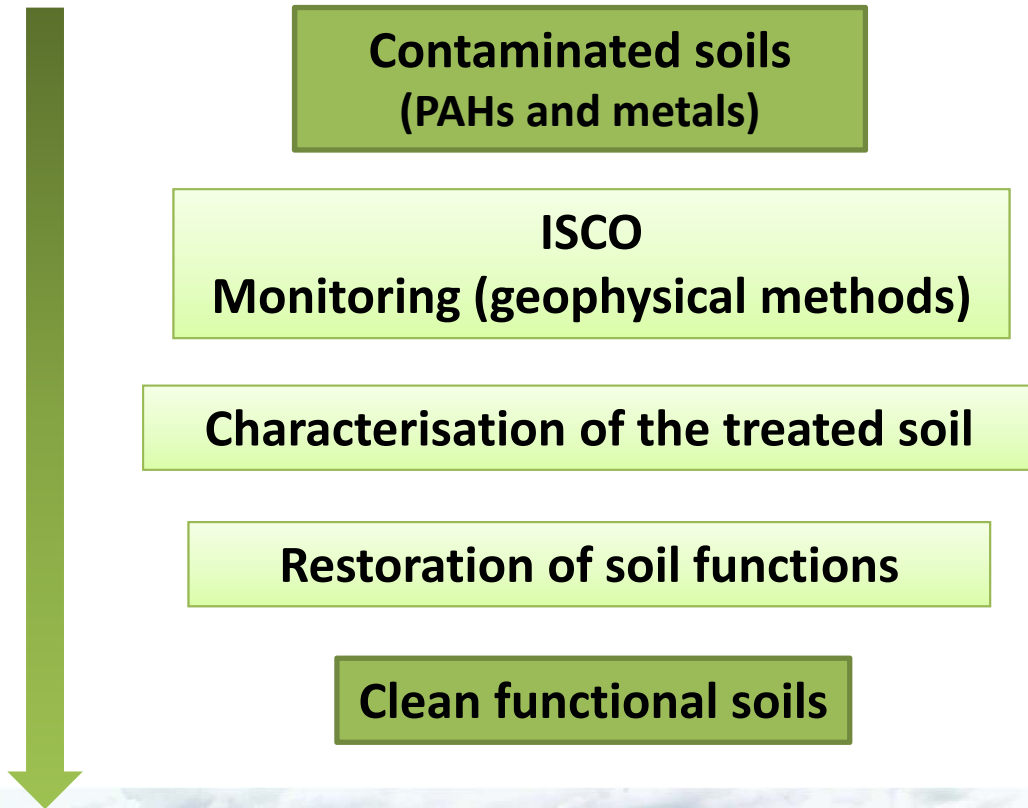 Contaminated soils
(PAHs and metals)
ISCO
Monitoring (geophysical methods)
Characterisation of the treated soil
Restoration of soil functions
Clean functional soils